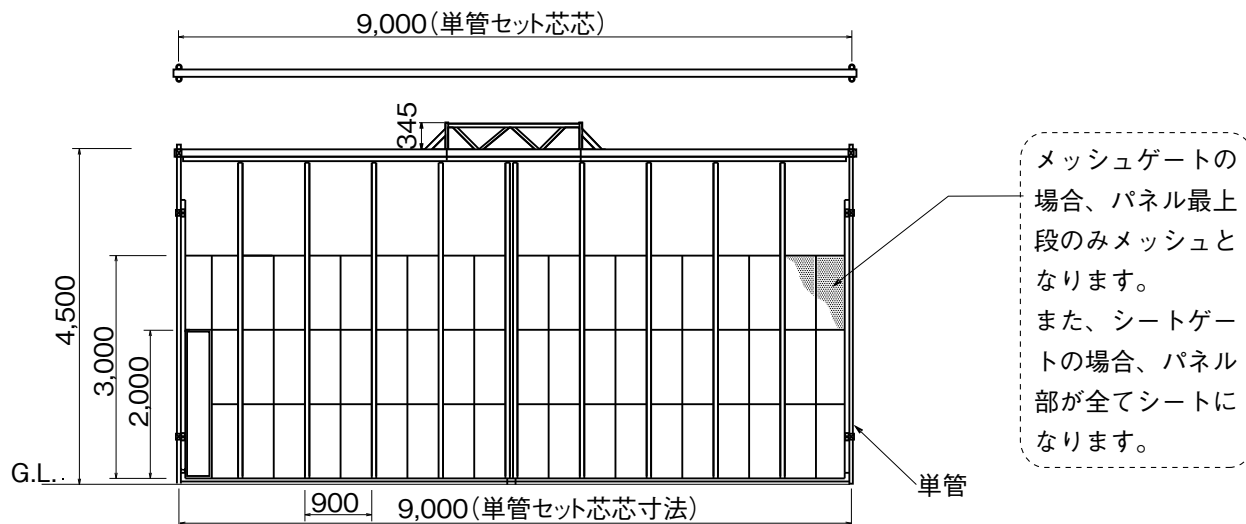 9,000(単管セット芯芯)
345
4,500
3,000
2,000
G.L.
900
9,000(単管セット芯芯寸法)
メッシュゲートの
場合、パネル最上
段のみメッシュと
なります。
また、シートゲー
トの場合、パネル
部が全てシートに
なります。
単管